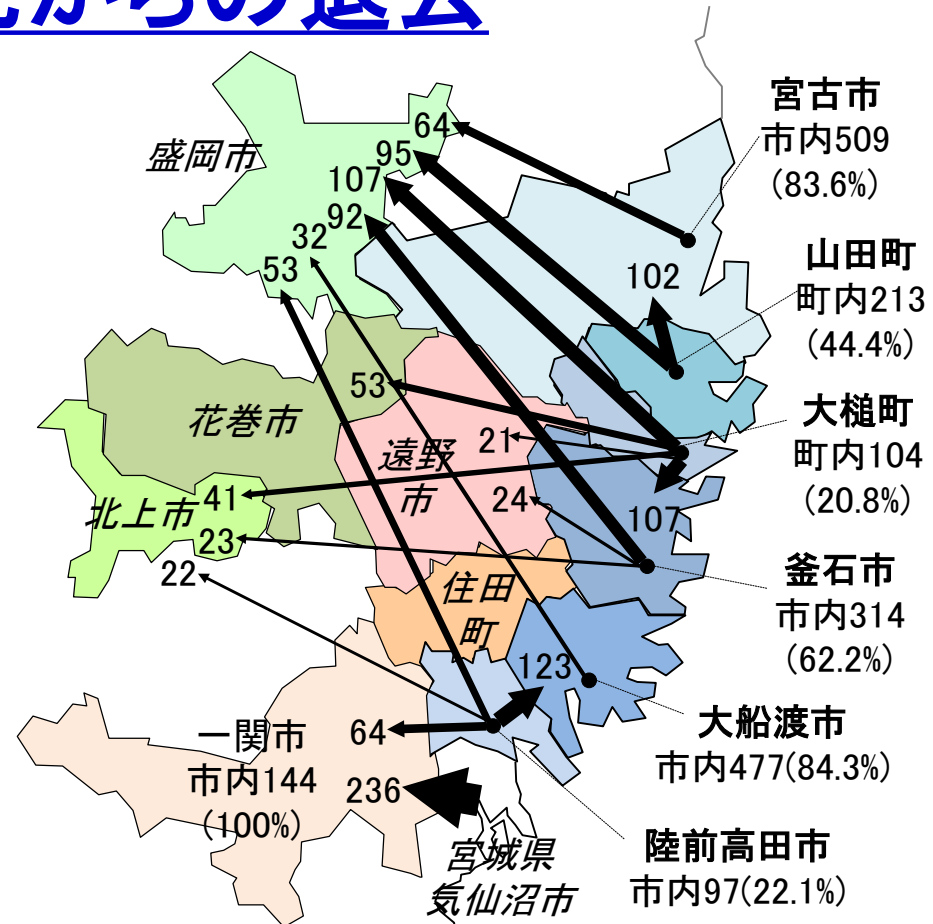 からの退去
宮古市
市内509
(83.6%)
盛岡市
64
95
107
92
32
53
山田町
町内213
(44.4%)
102
大槌町
町内104
(20.8%)
花巻市
53
遠野
市
21
24
107
北上市
41
23
22
釜石市
市内314
(62.2%)
住田
町
123
大船渡市
市内477(84.3%)
一関市
市内144
(100%)
64
236
宮城県
気仙沼市
陸前高田市
市内97(22.1%)